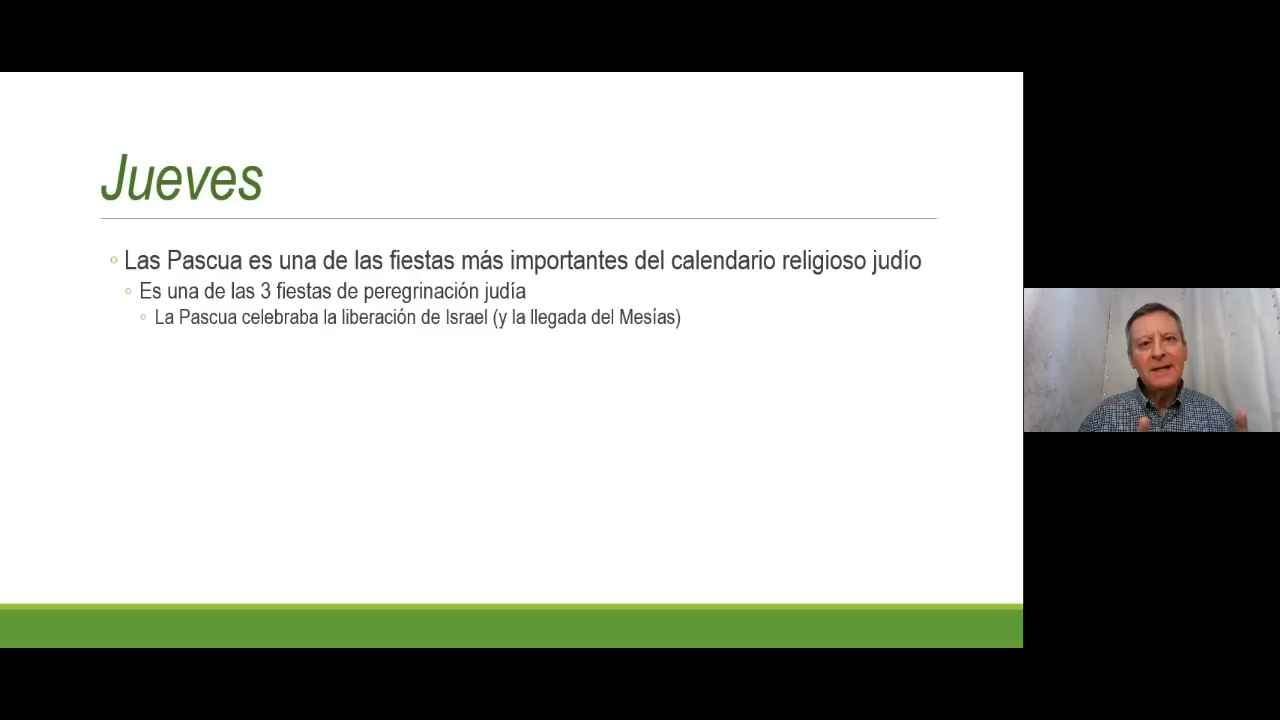 Jueves
Las Pascua es una de las fiestas más importantes del calendario religioso judío
Es una de las 3 fiestas de peregrinación judía
La Pascua celebraba la liberación de Israel (y la llegada del Mesías)